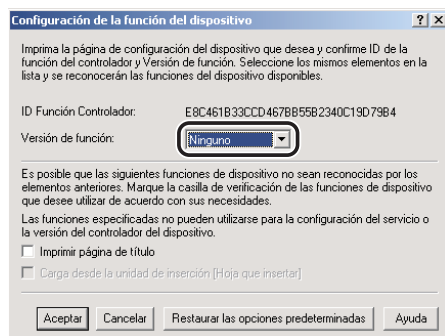 Configuración de la función del dispositivo
Imprima la página de configuración del dispositivo que desea y confirme ID de la
función del controlador y Versión de función. Seleccione los mismos elementos en la
lista y se reconocerán las funciones del dispositivo disponibles.
ID Función Controlador: E8C461B33CCD467BB55B2340C19D79B4
Versión de función: Ninguno
Es posible que las siguientes funciones de dispositivo no sean reconocidas por los
elementos anteriores. Marque la casilla de verificación de las funciones de dispositivo
que desee utilizar de acuerdo con sus necesidades.
Las funciones especificadas no pueden utilizarse para la configuración del servicio o
la versión del controlador del dispositivo.
Imprimir página de título
Carga desde la unidad de inserción [Hoja que insertar]
Aceptar Cancelar Restaurar las opciones predeterminadas Ayuda